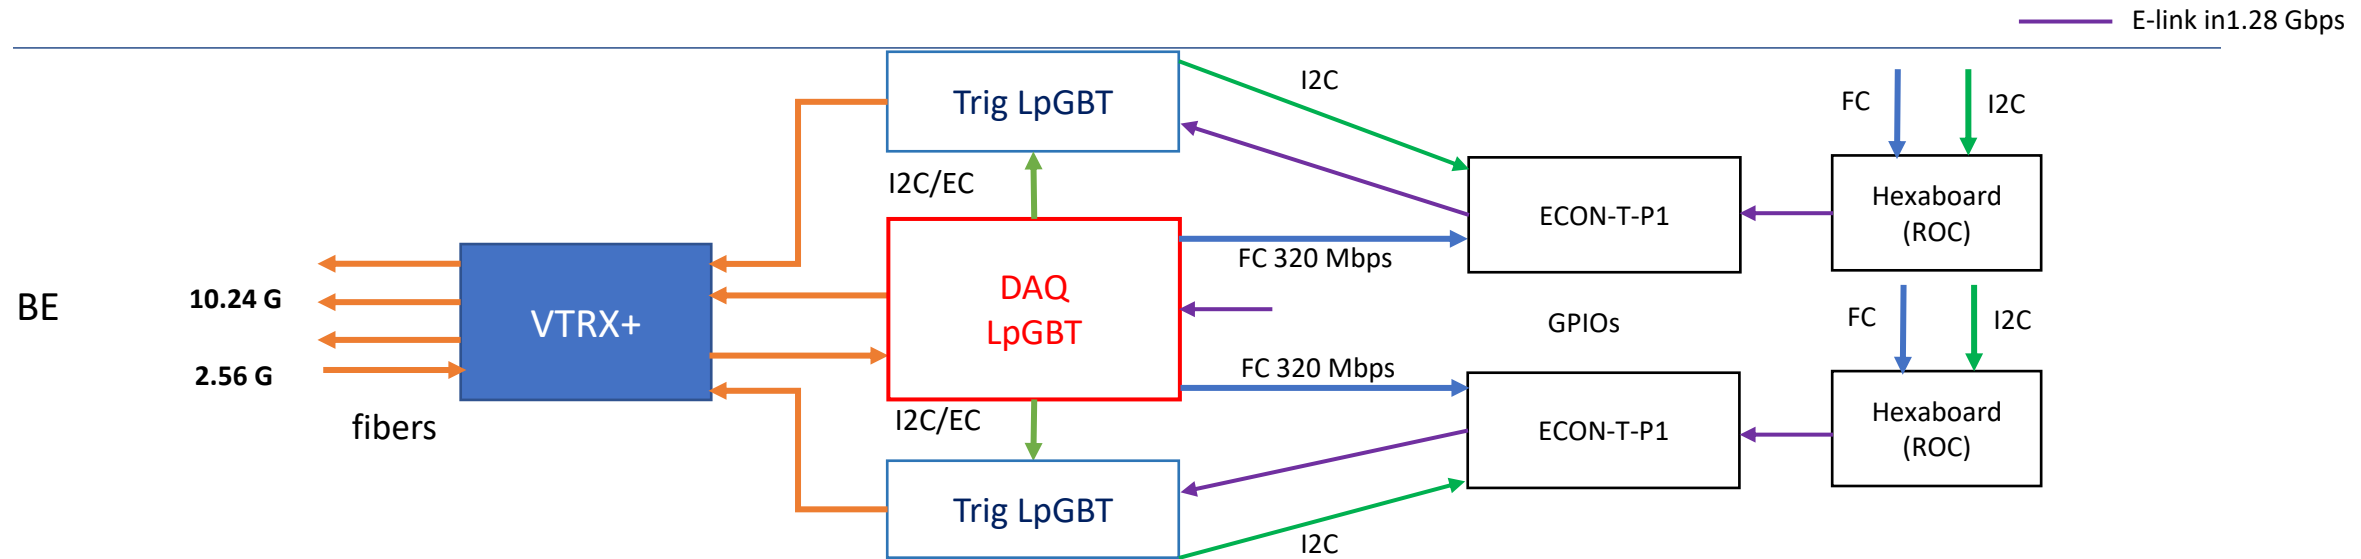 E-link in1.28 Gbps
I2C
Trig LpGBT
FC
I2C
I2C/EC
ECON-T-P1
Hexaboard
(ROC)
FC 320 Mbps
BE
10.24 G
VTRX+
DAQ
LpGBT
GPIOs
FC
I2C
2.56 G
FC 320 Mbps
fibers
I2C/EC
ECON-T-P1
Hexaboard
(ROC)
Trig LpGBT
I2C